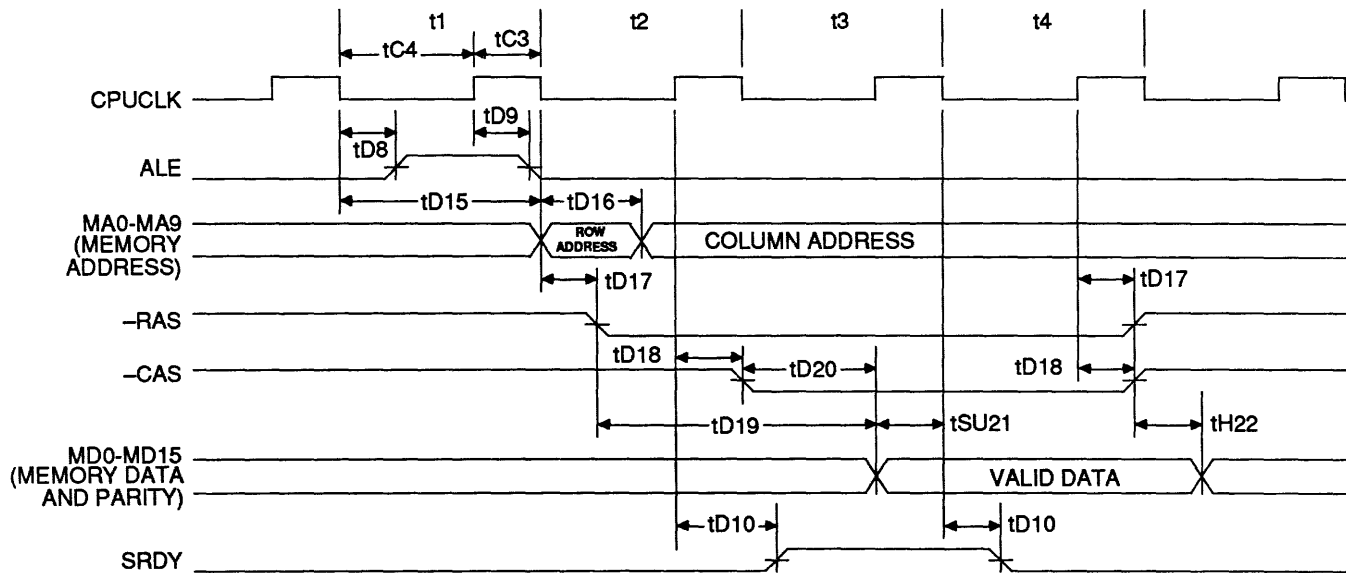 t1 t2 t3 t4
tC4 tC3
CPUCLK
tD8 tD9
ALE
tD15 tD16
MA0-MA9
(MEMORY
ADDRESS)
ROW
ADDRESS
COLUMN ADDRESS
tD17 tD17
–RAS
tD18 tD20 tD18
–CAS
tD19 tSU21 tH22
MD0-MD15
(MEMORY DATA
AND PARITY)
VALID DATA
tD10 tD10
SRDY